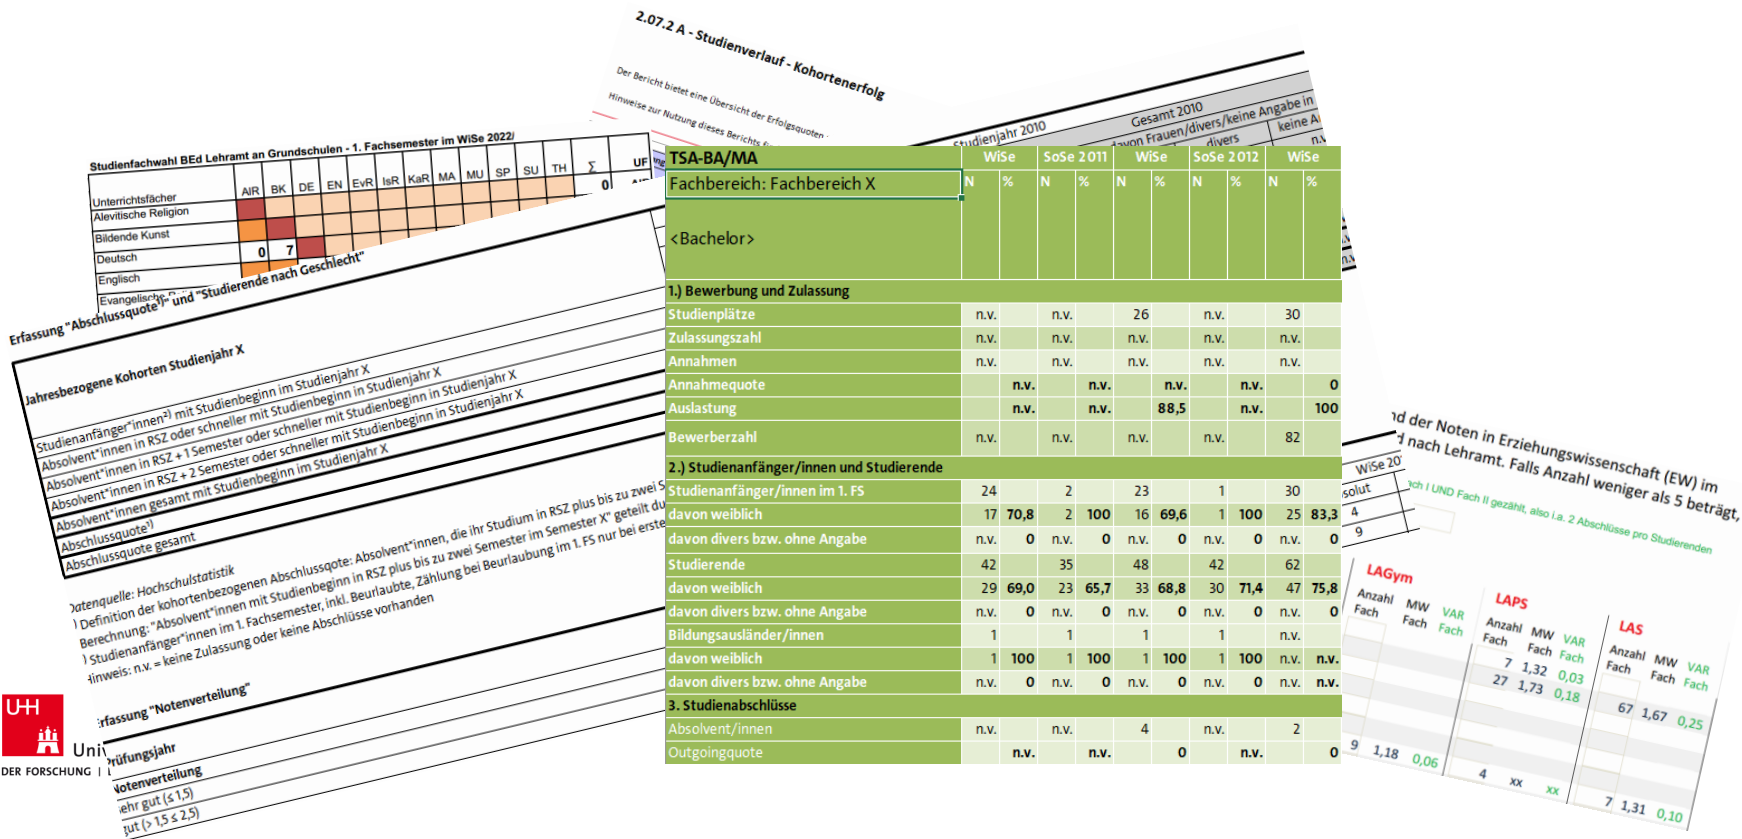 2.07.2 A - Studienverlauf - Kohortenerfolg
Der Bericht bietet eine Übersicht der Erfolgsquoten
Hinweise zur Nutzung dieses Berichts
Studienjahr 2010
Gesamt 2010
davon Frauen/divers/keine Angabe in
divers
keine
Studienfachwahl BEd Lehramt an Grundschulen - 1. Fachsemester im WiSe 2022/
Unterrichtsfächer AIR BK DE EN EvR IsR KaR MA MU SP SU TH Σ UF
Alevitische Religion 0
Bildende Kunst
Deutsch 0 7
Englisch
Evangelische
Erfassung "Abschlussquote¹⁾" und "Studierende nach Geschlecht"
Jahresbezogene Kohorten Studienjahr X
Studienanfänger*innen²⁾ mit Studienbeginn im Studienjahr X
Absolvent*innen in RSZ oder schneller mit Studienbeginn in Studienjahr X
Absolvent*innen in RSZ + 1 Semester oder schneller mit Studienbeginn in Studienjahr X
Absolvent*innen in RSZ + 2 Semester oder schneller mit Studienbeginn in Studienjahr X
Absolvent*innen gesamt mit Studienbeginn im Studienjahr X
Abschlussquote¹⁾
Abschlussquote gesamt
Datenquelle: Hochschulstatistik
) Definition der kohortenbezogenen Abschlussqote: Absolvent*innen, die ihr Studium in RSZ plus bis zu zwei S
Berechnung: "Absolvent*innen mit Studienbeginn in RSZ plus bis zu zwei Semester im Semester X" geteilt du
) Studienanfänger*innen im 1. Fachsemester, inkl. Beurlaubte, Zählung bei Beurlaubung im 1. FS nur bei erste
Hinweis: n.v. = keine Zulassung oder keine Abschlüsse vorhanden
Erfassung "Notenverteilung"
Prüfungsjahr
Notenverteilung
sehr gut (≤ 1,5)
gut (> 1,5 ≤ 2,5)
UHH
DER FORSCHUNG |
TSA-BA/MA WiSe SoSe 2011 WiSe SoSe 2012 WiSe
Fachbereich: Fachbereich X N % N % N % N % N %
<Bachelor>
1.) Bewerbung und Zulassung
Studienplätze n.v. n.v. 26 n.v. 30
Zulassungszahl n.v. n.v. n.v. n.v. n.v.
Annahmen n.v. n.v. n.v. n.v. n.v.
Annahmequote n.v. n.v. n.v. n.v. 0
Auslastung n.v. n.v. 88,5 n.v. 100
Bewerberzahl n.v. n.v. n.v. n.v. 82
2.) Studienanfänger/innen und Studierende
Studienanfänger/innen im 1. FS 24 2 23 1 30
davon weiblich 17 70,8 2 100 16 69,6 1 100 25 83,3
davon divers bzw. ohne Angabe n.v. 0 n.v. 0 n.v. 0 n.v. 0 n.v. 0
Studierende 42 35 48 42 62
davon weiblich 29 69,0 23 65,7 33 68,8 30 71,4 47 75,8
davon divers bzw. ohne Angabe n.v. 0 n.v. 0 n.v. 0 n.v. 0 n.v. 0
Bildungsausländer/innen 1 1 1 1 n.v.
davon weiblich 1 100 1 100 1 100 1 100 n.v. n.v.
davon divers bzw. ohne Angabe n.v. 0 n.v. 0 n.v. 0 n.v. 0 n.v. n.v.
3. Studienabschlüsse
Absolvent/innen n.v. n.v. 4 n.v. 2
Outgoingquote n.v. n.v. 0 n.v. 0
nd der Noten in Erziehungswissenschaft (EW) im
d nach Lehramt. Falls Anzahl weniger als 5 beträgt,
ach I UND Fach II gezählt, also i.a. 2 Abschlüsse pro Studierenden
WiSe 20
solut
4
9
LAGym LAPS LAS
Anzahl Fach MW Fach VAR Fach Anzahl Fach MW Fach VAR Fach Anzahl Fach MW Fach VAR Fach
7 1,32 0,03
27 1,73 0,18
67 1,67 0,25
9 1,18 0,06
4 xx xx
7 1,31 0,10